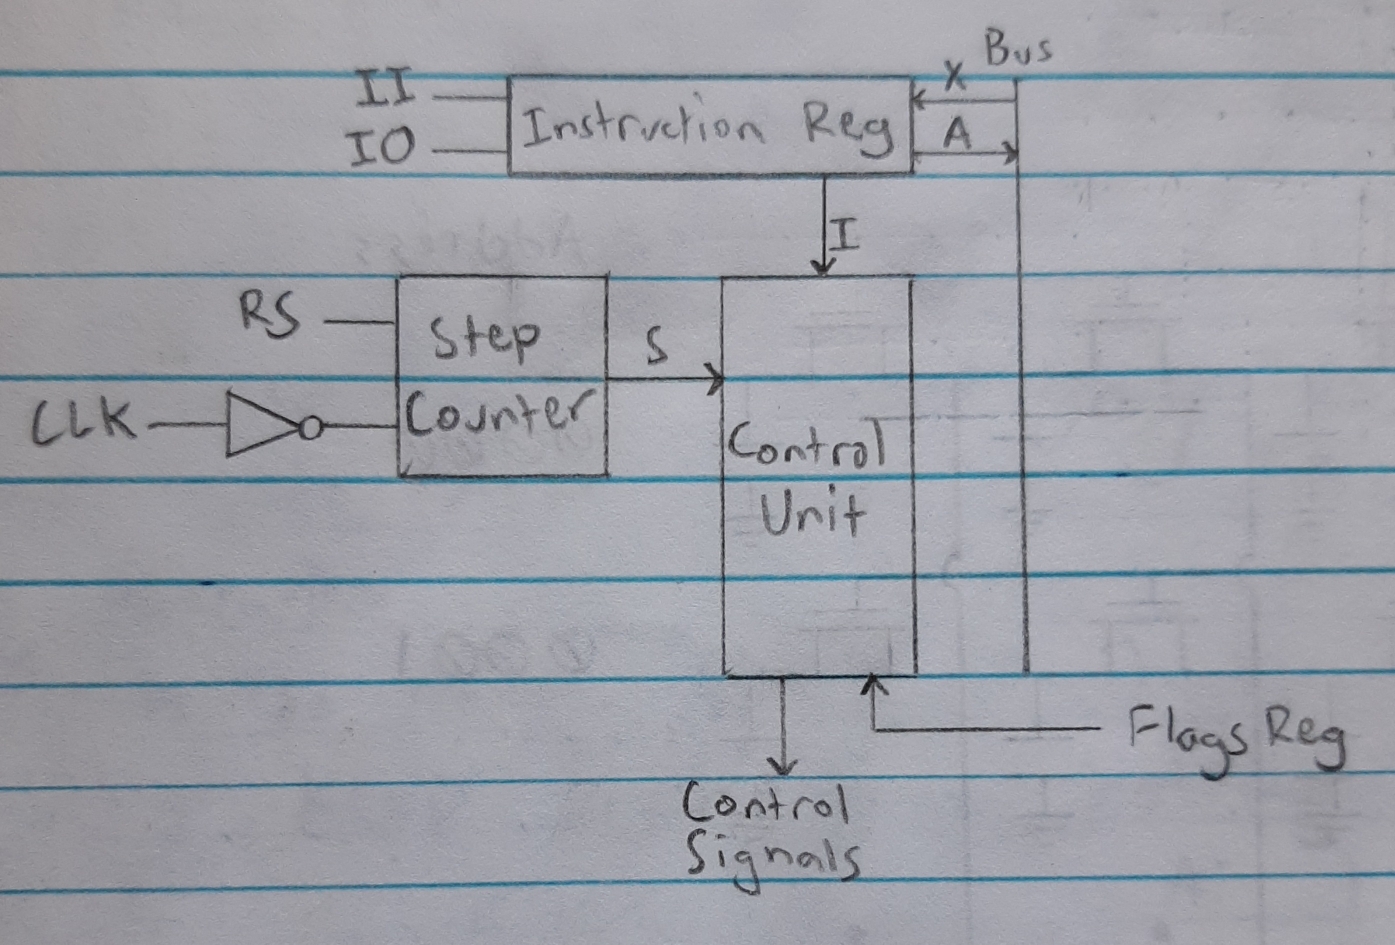 Bus
II
Instruction Reg
X
IO
A
I
RS
Step
Counter
S
CLK
Control
Unit
Flags Reg
Control
Signals